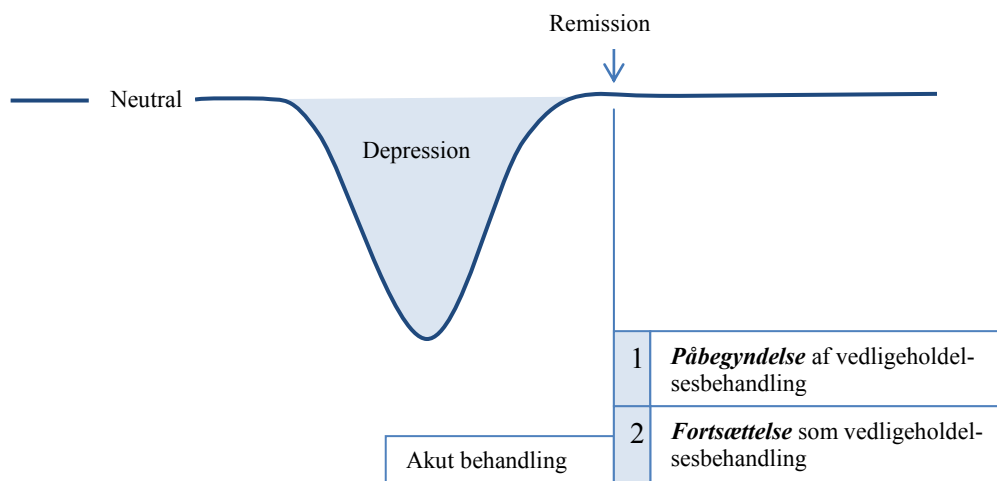 Remission
Neutral
Depression
1
Påbegyndelse af vedligeholdel-
sesbehandling
2
Fortsættelse som vedligeholdel-
sesbehandling
Akut behandling